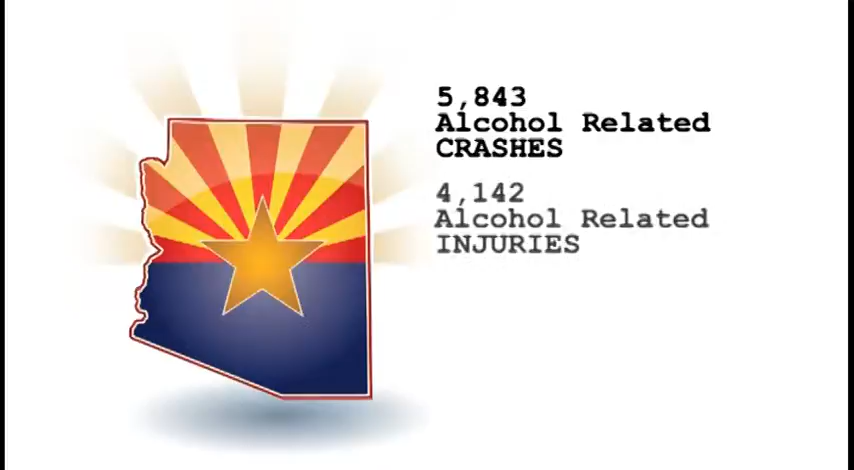 5,843
Alcohol Related
CRASHES
4,142
Alcohol Related
INJURIES